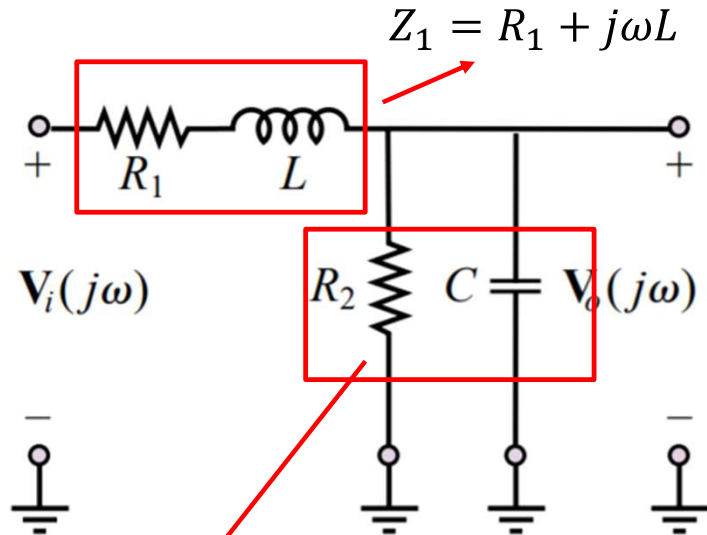 Z₁ = R₁ + jωL
+ R₁ L +
Vᵢ(jω) R₂ C Vₒ(jω)
− −